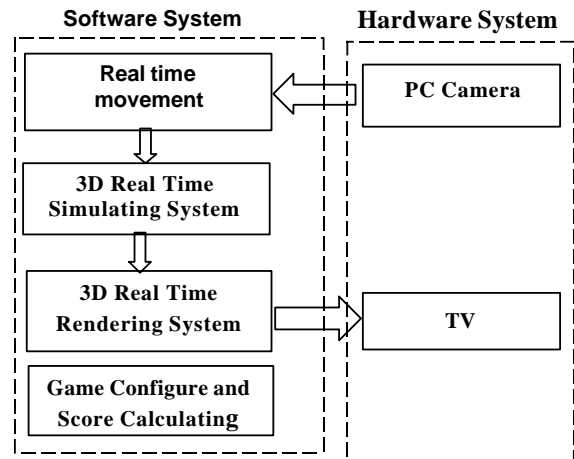 Software System
Hardware System
Real time
movement
PC Camera
3D Real Time
Simulating System
3D Real Time
Rendering System
TV
Game Configure and
Score Calculating